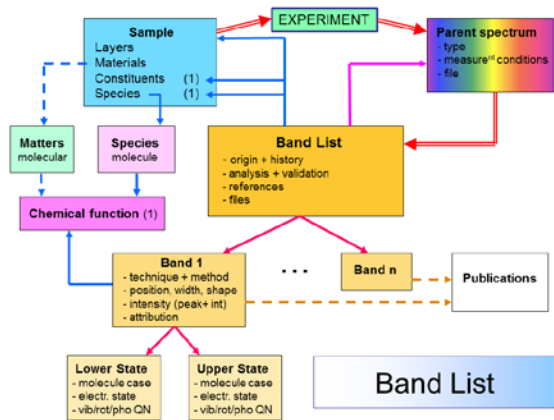 EXPERIMENT
Sample
Layers
Materials
Constituents (1)
Species (1)
Parent spectrum
- type
- measureⁿᵗ conditions
- file
Matters
molecular
Species
molecule
Band List
- origin + history
- analysis + validation
- references
- files
Chemical function (1)
Band 1
- technique + method
- position, width, shape
- intensity (peak+ int)
- attribution
...
Band n
Publications
Lower State
- molecule case
- electr. state
- vib/rot/pho QN
Upper State
- molecule case
- electr. state
- vib/rot/pho QN
Band List